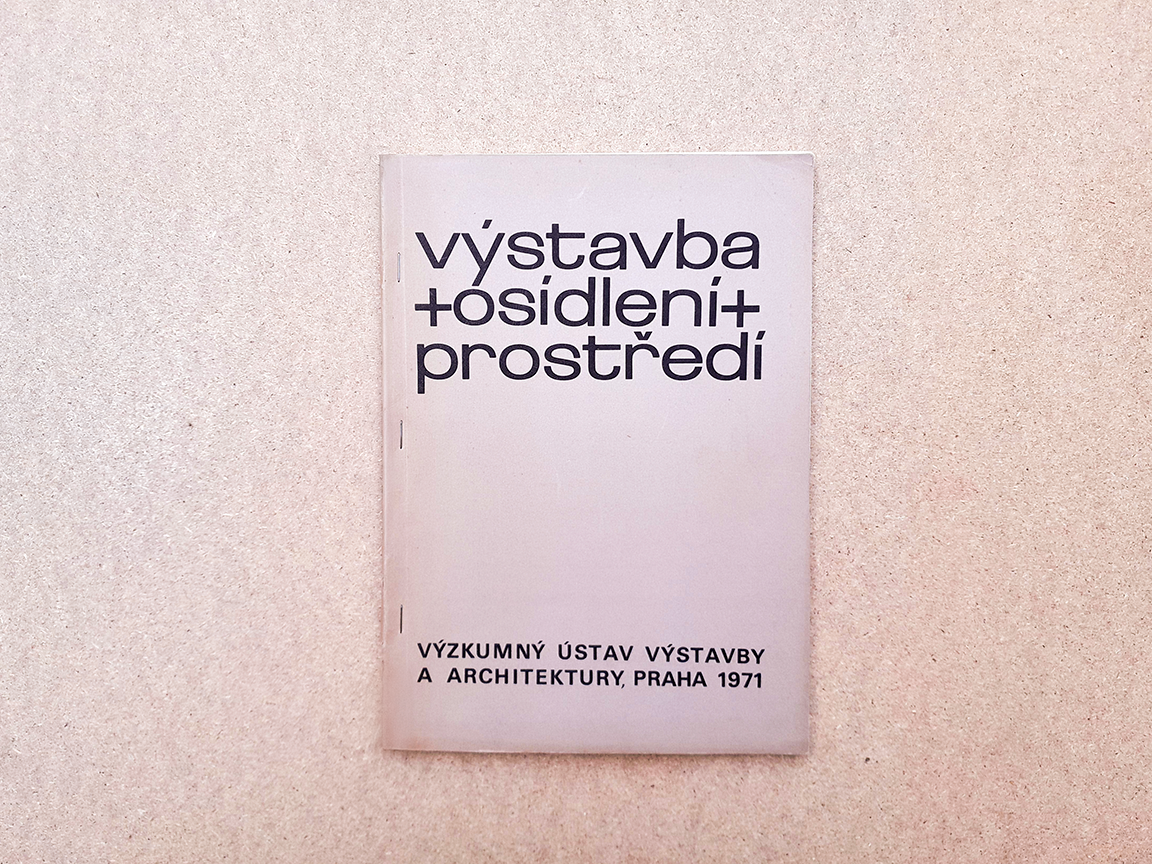 výstavba
+osídlení+
prostředí
VÝZKUMNÝ ÚSTAV VÝSTAVBY
A ARCHITEKTURY, PRAHA 1971